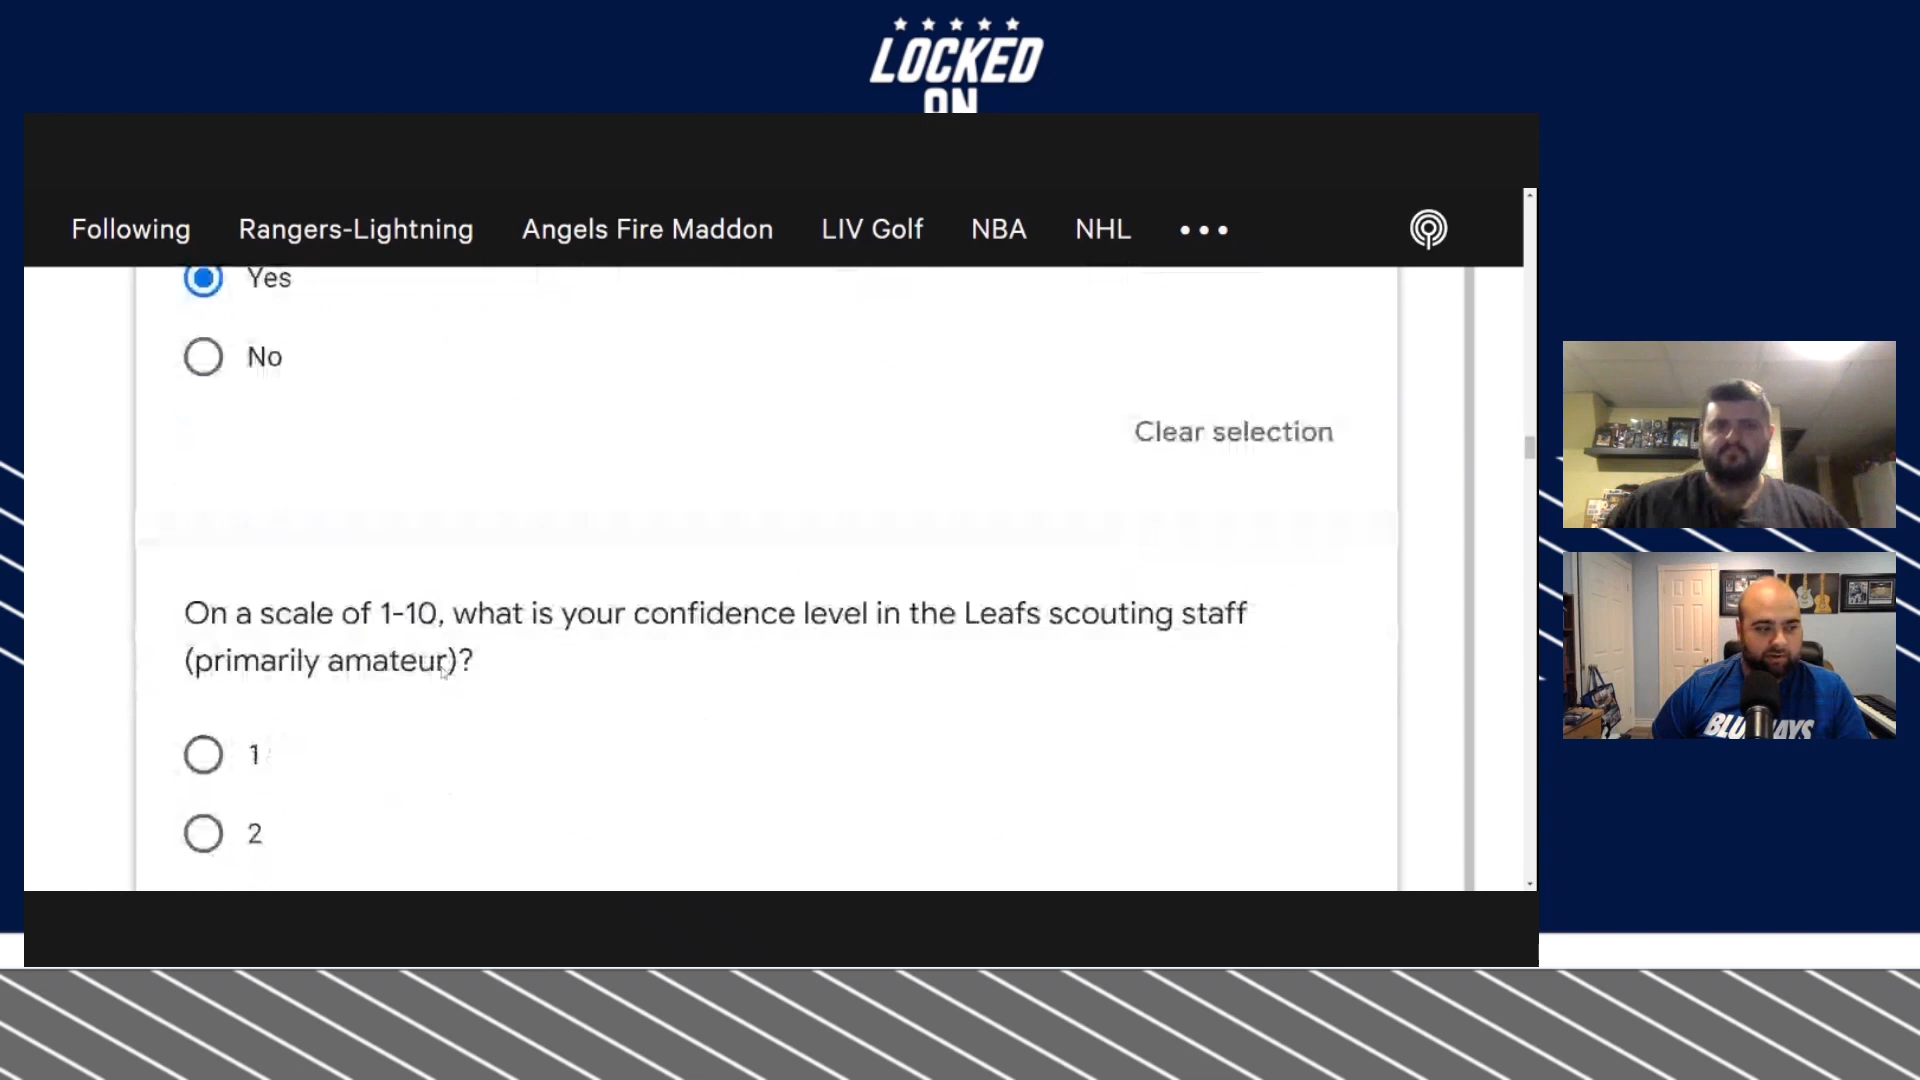 LOCKED
ON
Following Rangers-Lightning Angels Fire Maddon LIV Golf NBA NHL •••
Yes
No
Clear selection
On a scale of 1-10, what is your confidence level in the Leafs scouting staff
(primarily amateur)?
1
2